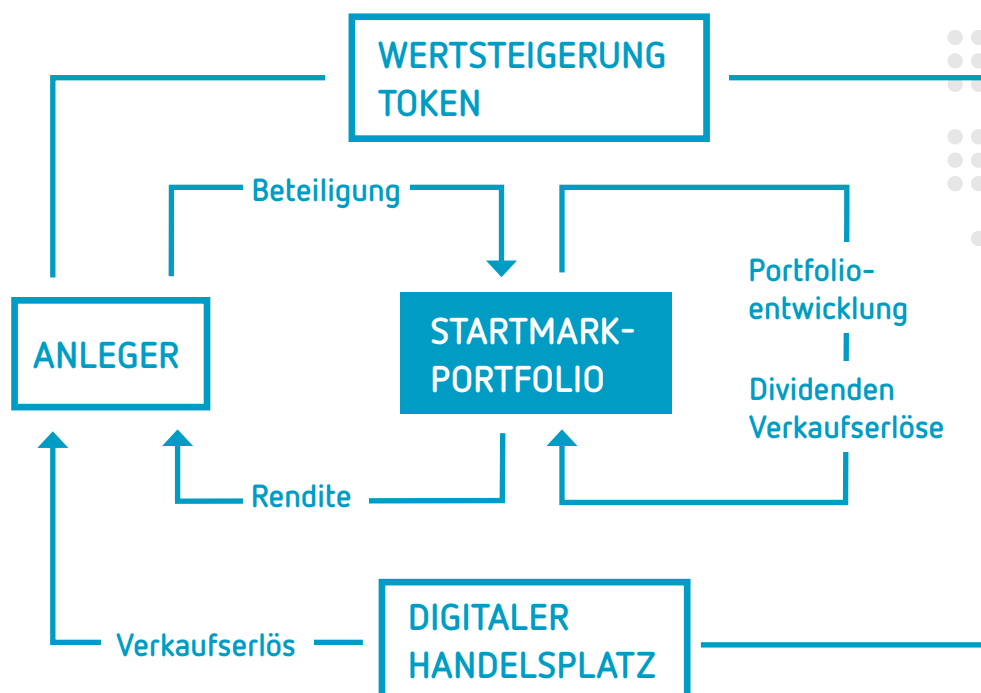 WERTSTEIGERUNG
TOKEN
Beteiligung
Portfolio-
entwicklung
ANLEGER
STARTMARK-
PORTFOLIO
Dividenden
Verkaufserlöse
Rendite
DIGITALER
HANDELSPLATZ
Verkaufserlös